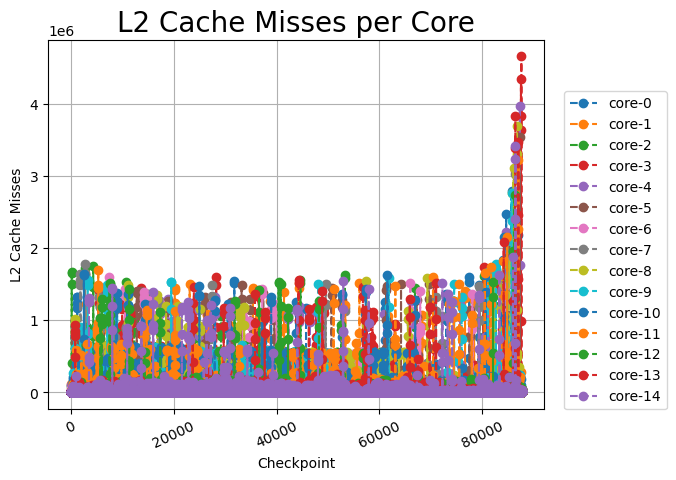 L2 Cache Misses per Core
1e6
4
3
2
1
0
L2 Cache Misses
0
20000
40000
60000
80000
Checkpoint
core-0
core-1
core-2
core-3
core-4
core-5
core-6
core-7
core-8
core-9
core-10
core-11
core-12
core-13
core-14